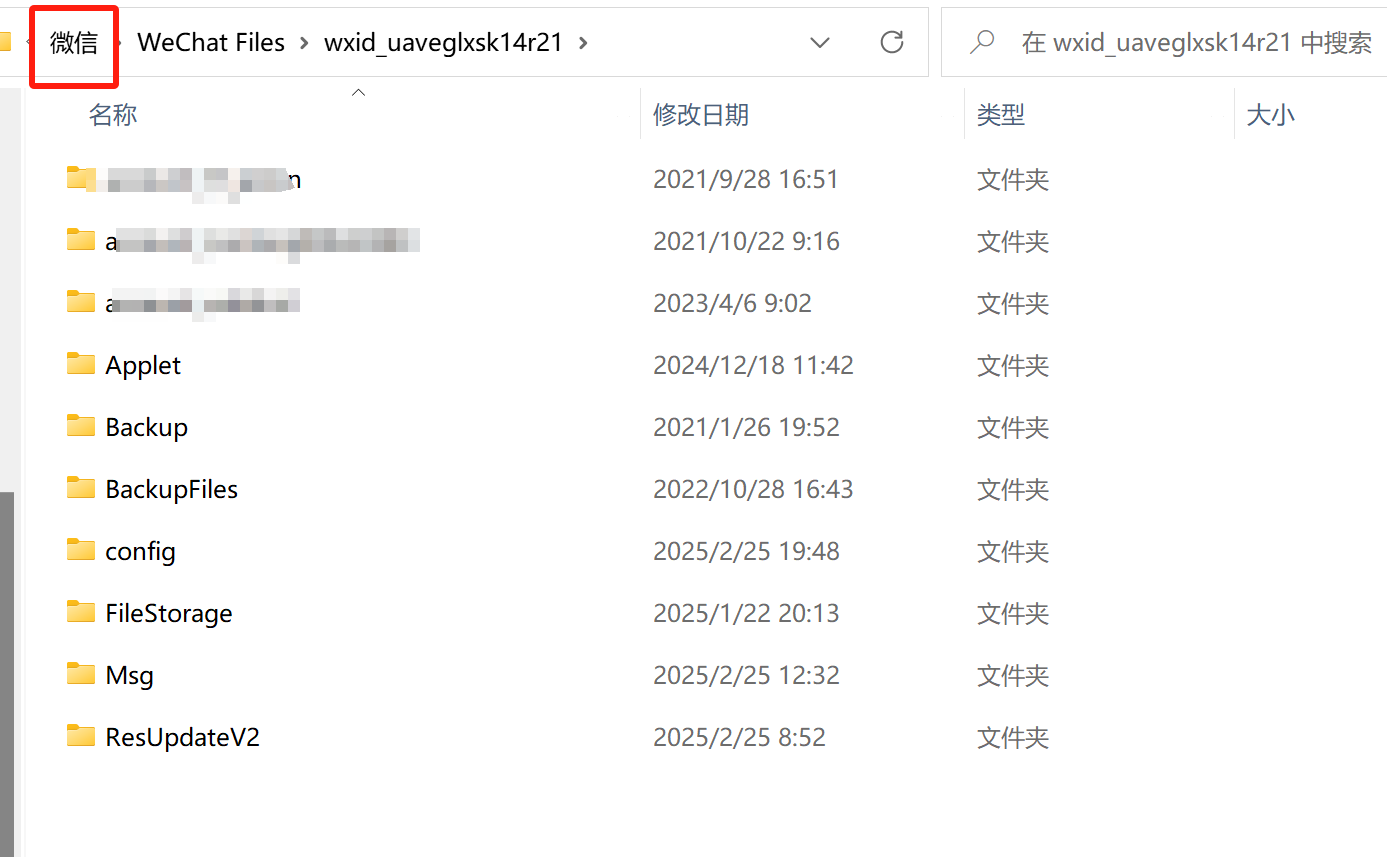 微信 WeChat Files wxid_uaveglxsk14r21 在 wxid_uaveglxsk14r21 中搜索
名称 修改日期 类型 大小
2021/9/28 16:51 文件夹
2021/10/22 9:16 文件夹
2023/4/6 9:02 文件夹
Applet 2024/12/18 11:42 文件夹
Backup 2021/1/26 19:52 文件夹
BackupFiles 2022/10/28 16:43 文件夹
config 2025/2/25 19:48 文件夹
FileStorage 2025/1/22 20:13 文件夹
Msg 2025/2/25 12:32 文件夹
ResUpdateV2 2025/2/25 8:52 文件夹